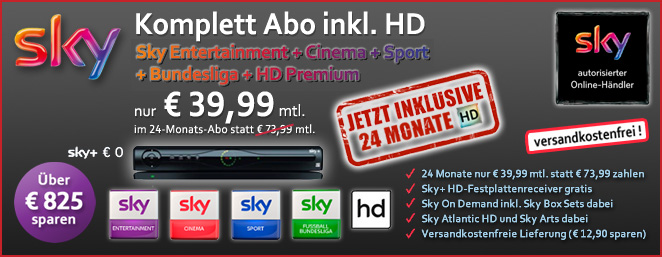 sky
Komplett Abo inkl. HD
Sky Entertainment + Cinema + Sport
+ Bundesliga + HD Premium
nur € 39,99 mtl.
im 24-Monats-Abo statt € 73,99 mtl.
sky
autorisierter
Online-Händler
JETZT INKLUSIVE
24 MONATE HD
versandkostenfrei !
sky+ € 0
Über
€ 825
sparen
sky
ENTERTAINMENT
sky
CINEMA
sky
SPORT
sky
FUSSBALL
BUNDESLIGA
hd
24 Monate nur € 39,99 mtl. statt € 73,99 zahlen
Sky+ HD-Festplattenreceiver gratis
Sky On Demand inkl. Sky Box Sets dabei
Sky Atlantic HD und Sky Arts dabei
Versandkostenfreie Lieferung (€ 12,90 sparen)